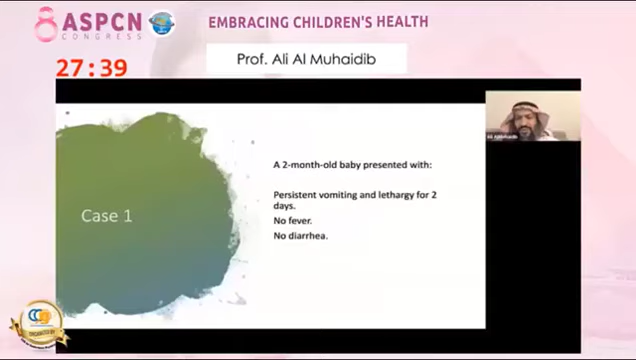 8 ASPCN
CONGRESS
EMBRACING CHILDREN'S HEALTH
Prof. Ali Al Muhaidib
27:39
Case 1
A 2-month-old baby presented with:
Persistent vomiting and lethargy for 2
days.
No fever.
No diarrhea.